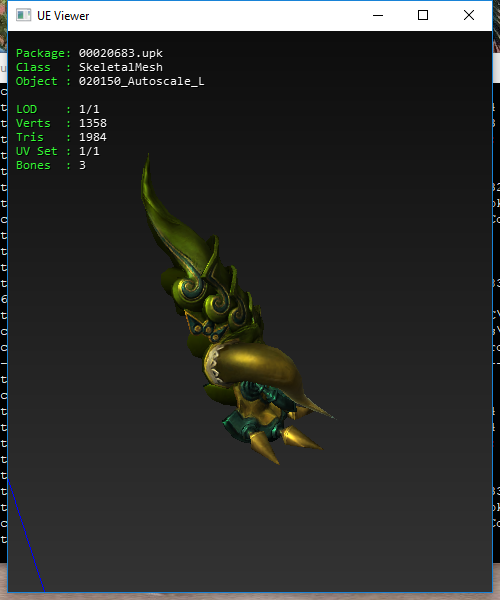 UE Viewer
Package: 00020683.upk
Class : SkeletalMesh
Object : 020150_Autoscale_L
LOD : 1/1
Verts : 1358
Tris : 1984
UV Set : 1/1
Bones : 3